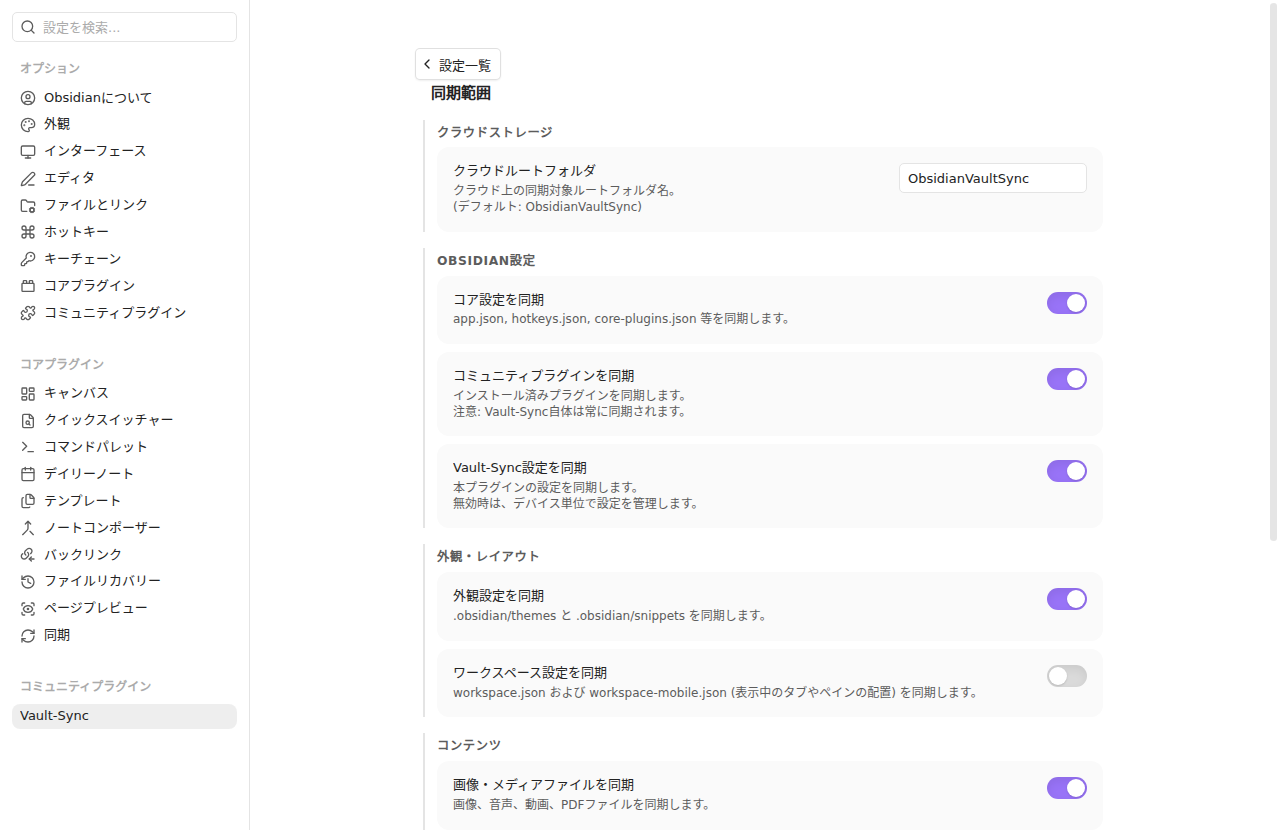 設定を検索...
オプション
Obsidianについて
外観
インターフェース
エディタ
ファイルとリンク
ホットキー
キーチェーン
コアプラグイン
コミュニティプラグイン
コアプラグイン
キャンバス
クイックスイッチャー
コマンドパレット
デイリーノート
テンプレート
ノートコンポーザー
バックリンク
ファイルリカバリー
ページプレビュー
同期
コミュニティプラグイン
Vault-Sync
設定一覧
同期範囲
クラウドストレージ
クラウドルートフォルダ
クラウド上の同期対象ルートフォルダ名。
(デフォルト: ObsidianVaultSync)
ObsidianVaultSync
OBSIDIAN設定
コア設定を同期
app.json, hotkeys.json, core-plugins.json 等を同期します。
コミュニティプラグインを同期
インストール済みプラグインを同期します。
注意: Vault-Sync自体は常に同期されます。
Vault-Sync設定を同期
本プラグインの設定を同期します。
無効時は、デバイス単位で設定を管理します。
外観・レイアウト
外観設定を同期
.obsidian/themes と .obsidian/snippets を同期します。
ワークスペース設定を同期
workspace.json および workspace-mobile.json (表示中のタブやペインの配置) を同期します。
コンテンツ
画像・メディアファイルを同期
画像、音声、動画、PDFファイルを同期します。